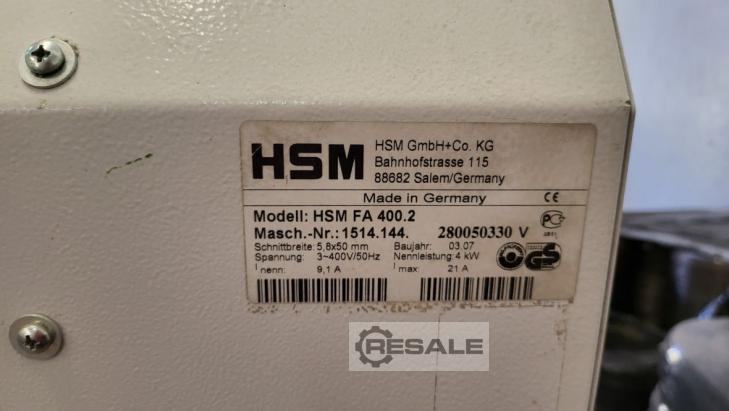 HSM
HSM GmbH+Co. KG
Bahnhofstrasse 115
88682 Salem/Germany
Made in Germany CE
Modell: HSM FA 400.2
Masch.-Nr.: 1514.144. 280050330 V
Schnittbreite: 5,8x50 mm Baujahr: 03.07
Spannung: 3~400V/50Hz Nennleistung: 4 kW
I nenn: 9,1 A I max: 21 A
GS
RESALE